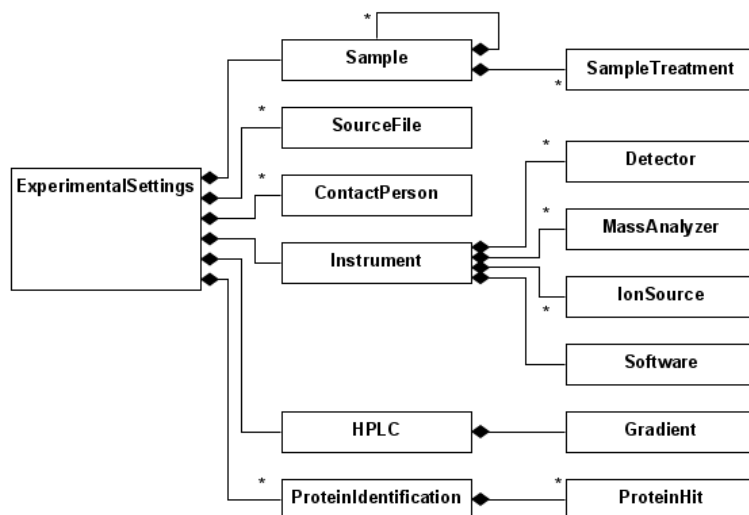 *
Sample
SampleTreatment
*
*
SourceFile
*
Detector
ExperimentalSettings
*
ContactPerson
*
MassAnalyzer
Instrument
IonSource
*
Software
HPLC
Gradient
*
ProteinIdentification
*
ProteinHit